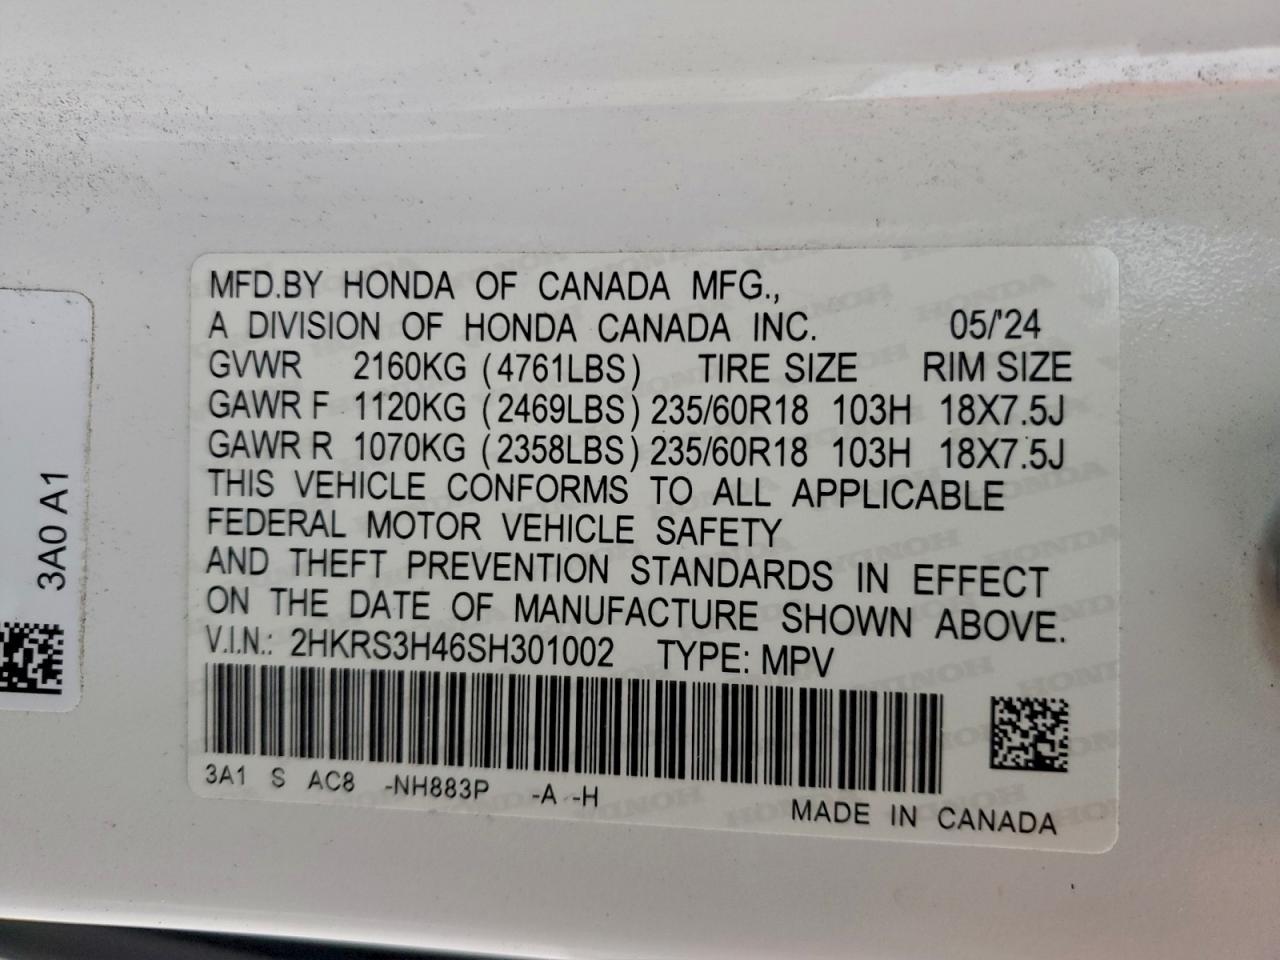 MFD.BY HONDA OF CANADA MFG.,
A DIVISION OF HONDA CANADA INC. 05/'24
GVWR 2160KG (4761LBS) TIRE SIZE RIM SIZE
GAWR F 1120KG (2469LBS) 235/60R18 103H 18X7.5J
GAWR R 1070KG (2358LBS) 235/60R18 103H 18X7.5J
THIS VEHICLE CONFORMS TO ALL APPLICABLE
FEDERAL MOTOR VEHICLE SAFETY
AND THEFT PREVENTION STANDARDS IN EFFECT
ON THE DATE OF MANUFACTURE SHOWN ABOVE.
V.I.N.: 2HKRS3H46SH301002 TYPE: MPV
3A1 S AC8 -NH883P -A -H
MADE IN CANADA
3A0 A1